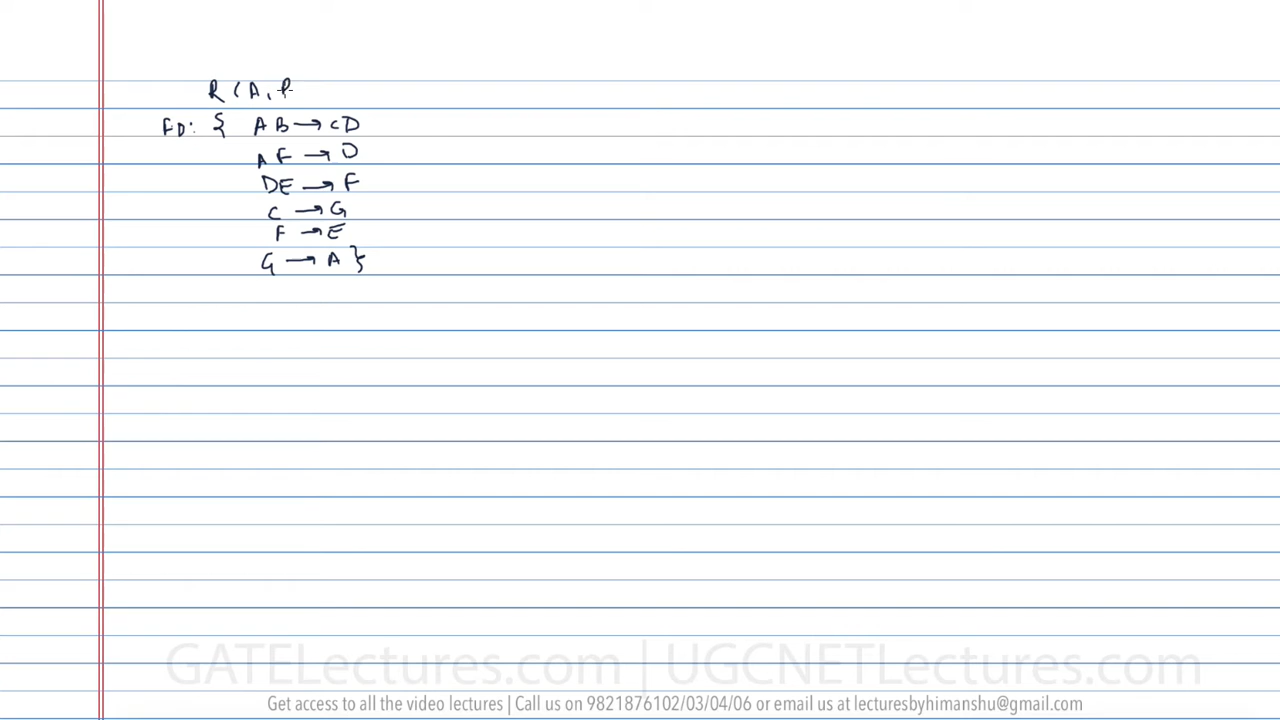 R (A,
FD: { AB → CD
AF → D
DE → F
C → G
F → E
G → A }
GATELectures.com | UGCNETLectures.com
Get access to all the video lectures | Call us on 9821876102/03/04/06 or email us at lecturesbyhimanshu@gmail.com